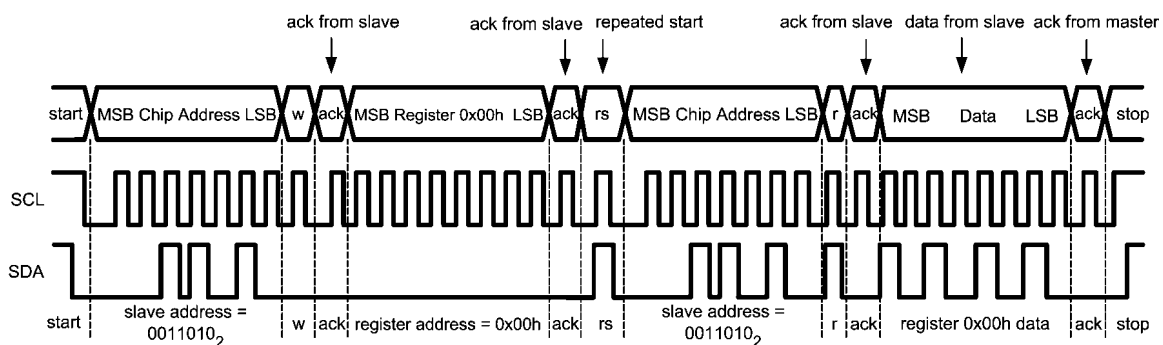 ack from slave
ack from slave
repeated start
ack from slave
data from slave
ack from master
start MSB Chip Address LSB w ack MSB Register 0x00h LSB ack rs MSB Chip Address LSB r ack MSB Data LSB ack stop
SCL
SDA
start slave address = 00110102 w ack register address = 0x00h ack rs slave address = 00110102 r ack register 0x00h data ack stop